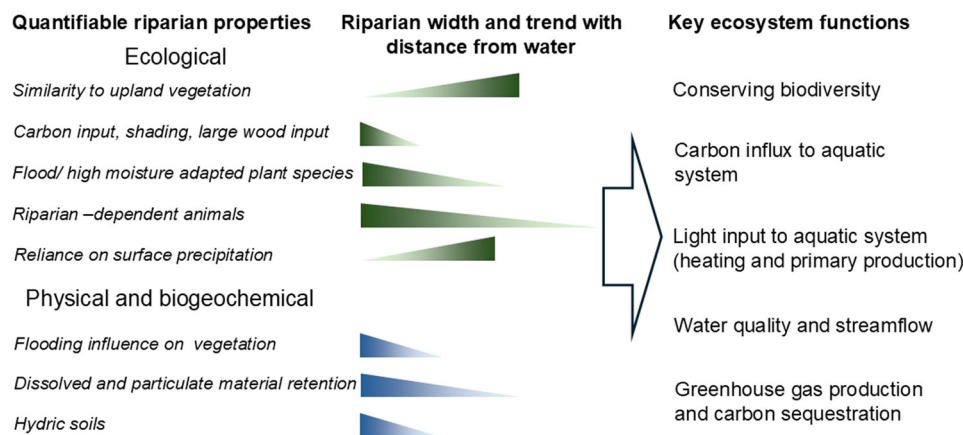 Quantifiable riparian properties
Riparian width and trend with
distance from water
Key ecosystem functions
Ecological
Similarity to upland vegetation
Carbon input, shading, large wood input
Flood/ high moisture adapted plant species
Riparian –dependent animals
Reliance on surface precipitation
Physical and biogeochemical
Flooding influence on  vegetation
Dissolved and particulate material retention
Hydric soils
Conserving biodiversity
Carbon influx to aquatic
system
Light input to aquatic system
(heating and primary production)
Water quality and streamflow
Greenhouse gas production
and carbon sequestration